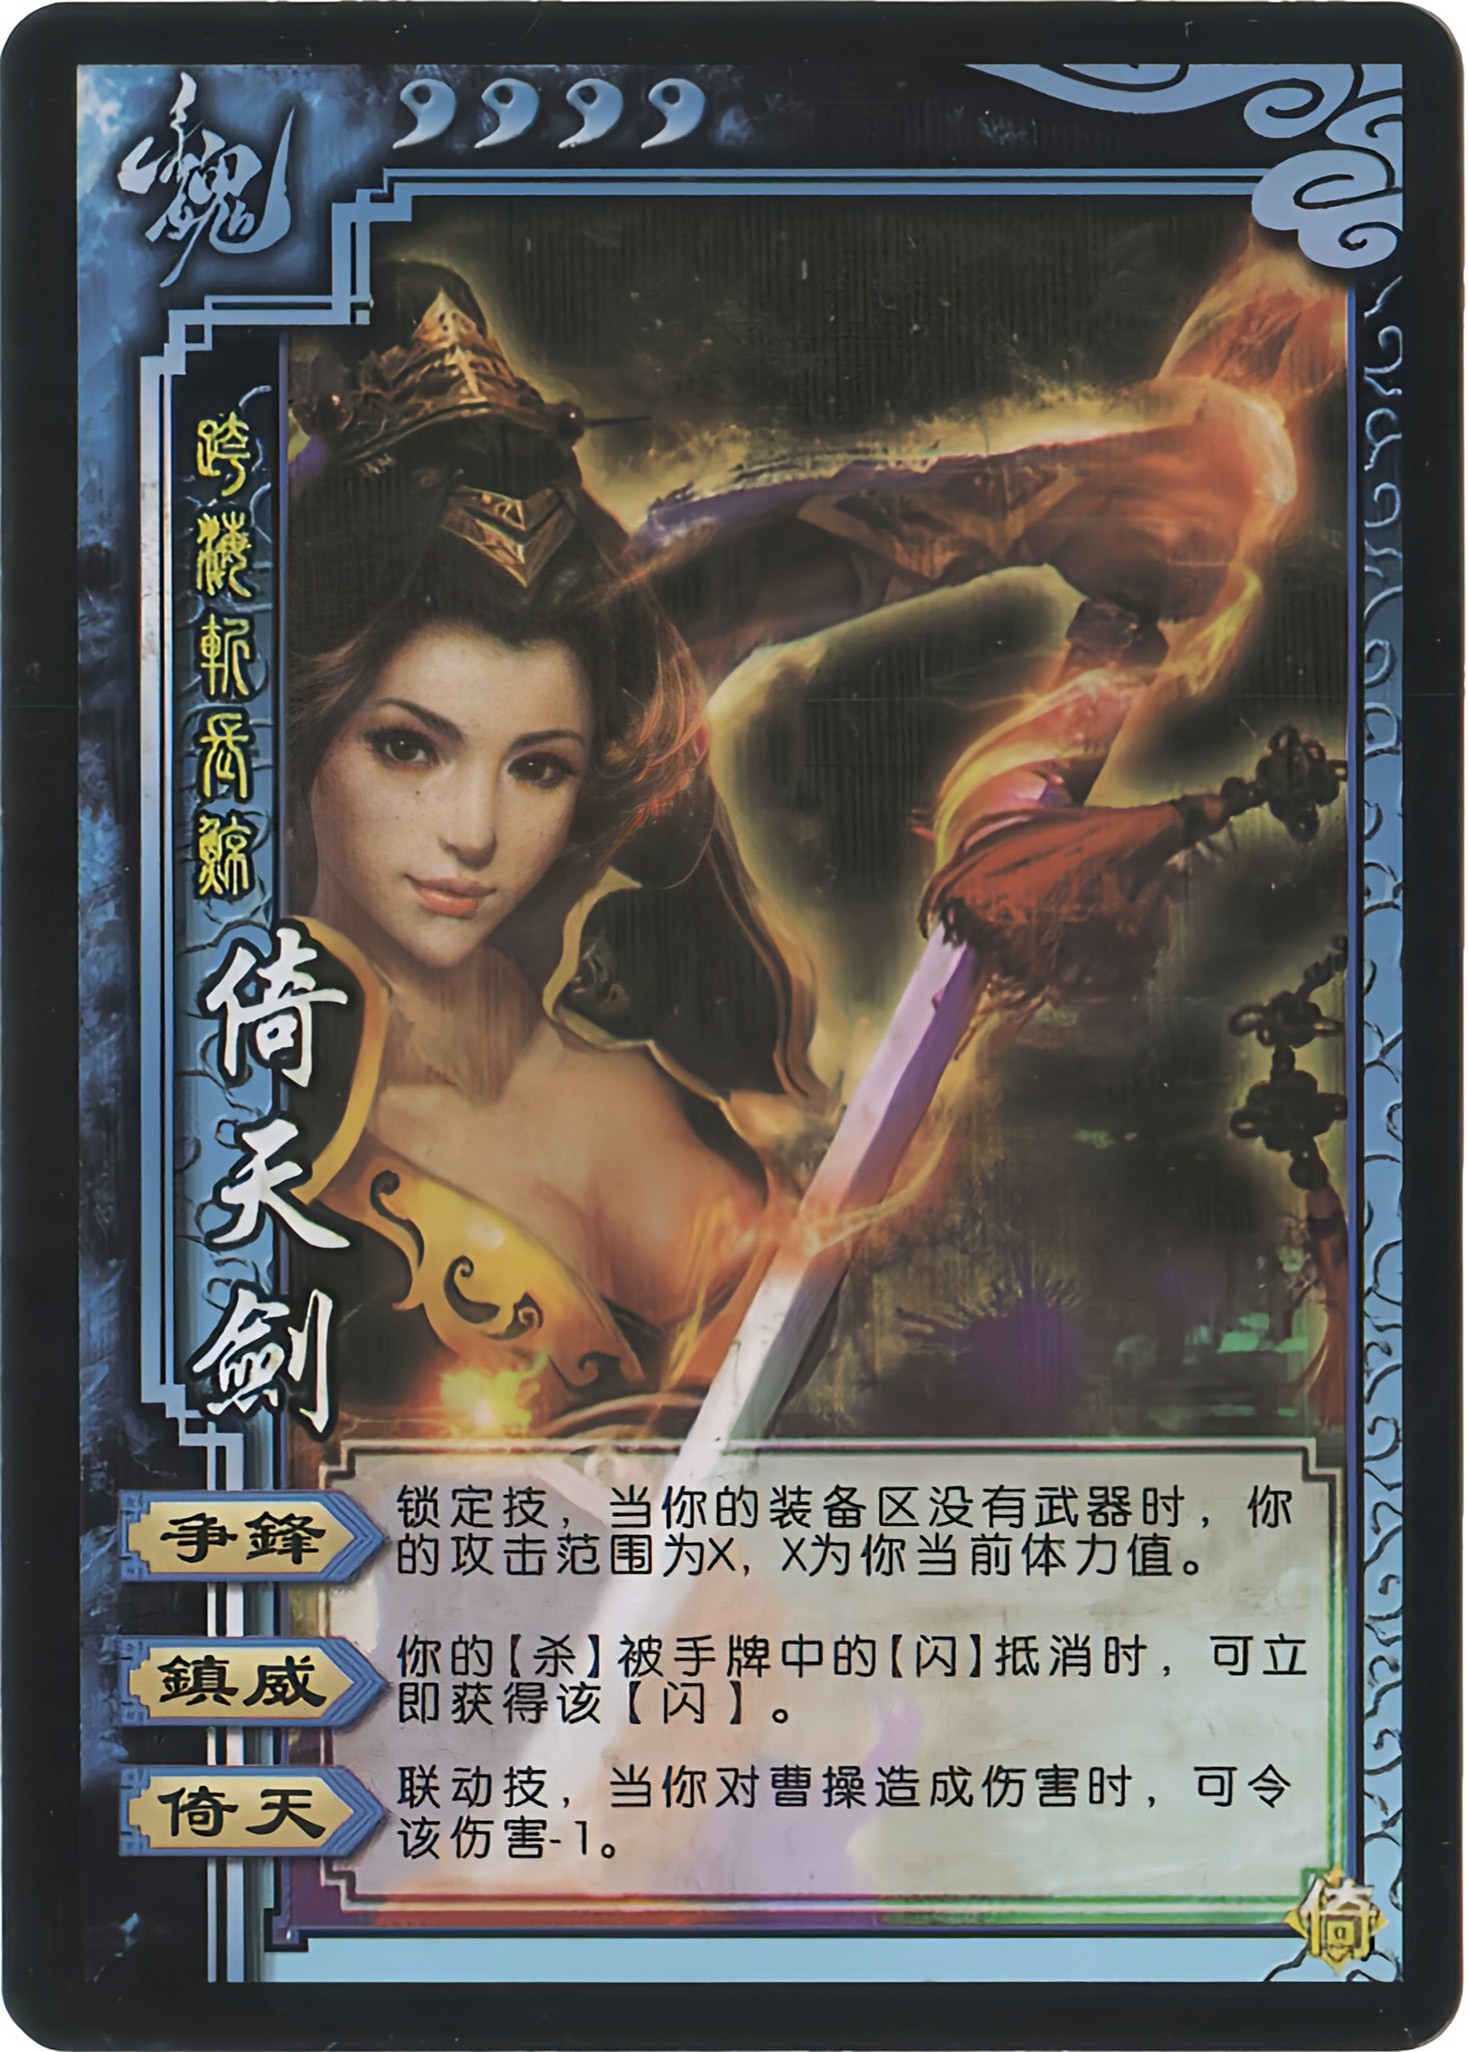 魏
跨海斬長鯨
倚天劍
争鋒
锁定技，当你的装备区没有武器时，你
的攻击范围为X，X为你当前体力值。
鎮威
你的【杀】被手牌中的【闪】抵消时，可立
即获得该【闪】。
倚天
联动技，当你对曹操造成伤害时，可令
该伤害-1。
倚